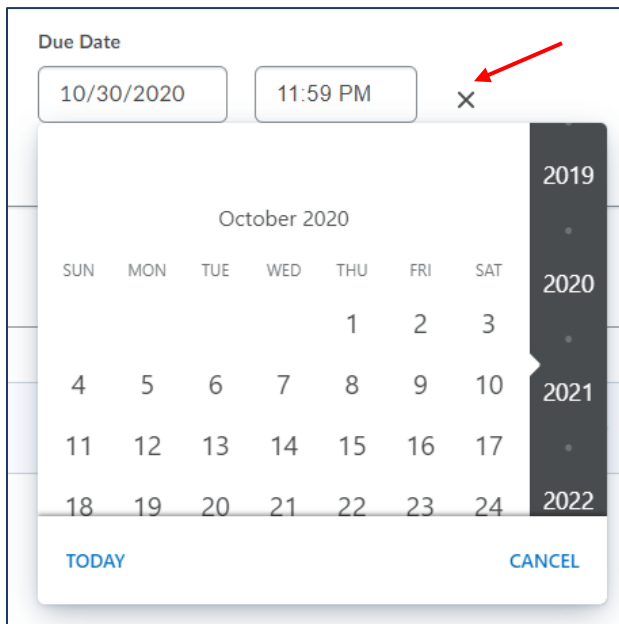 Due Date
10/30/2020 11:59 PM
2019
October 2020
SUN MON TUE WED THU FRI SAT
2020
1 2 3
4 5 6 7 8 9 10
2021
11 12 13 14 15 16 17
18 19 20 21 22 23 24
2022
TODAY CANCEL